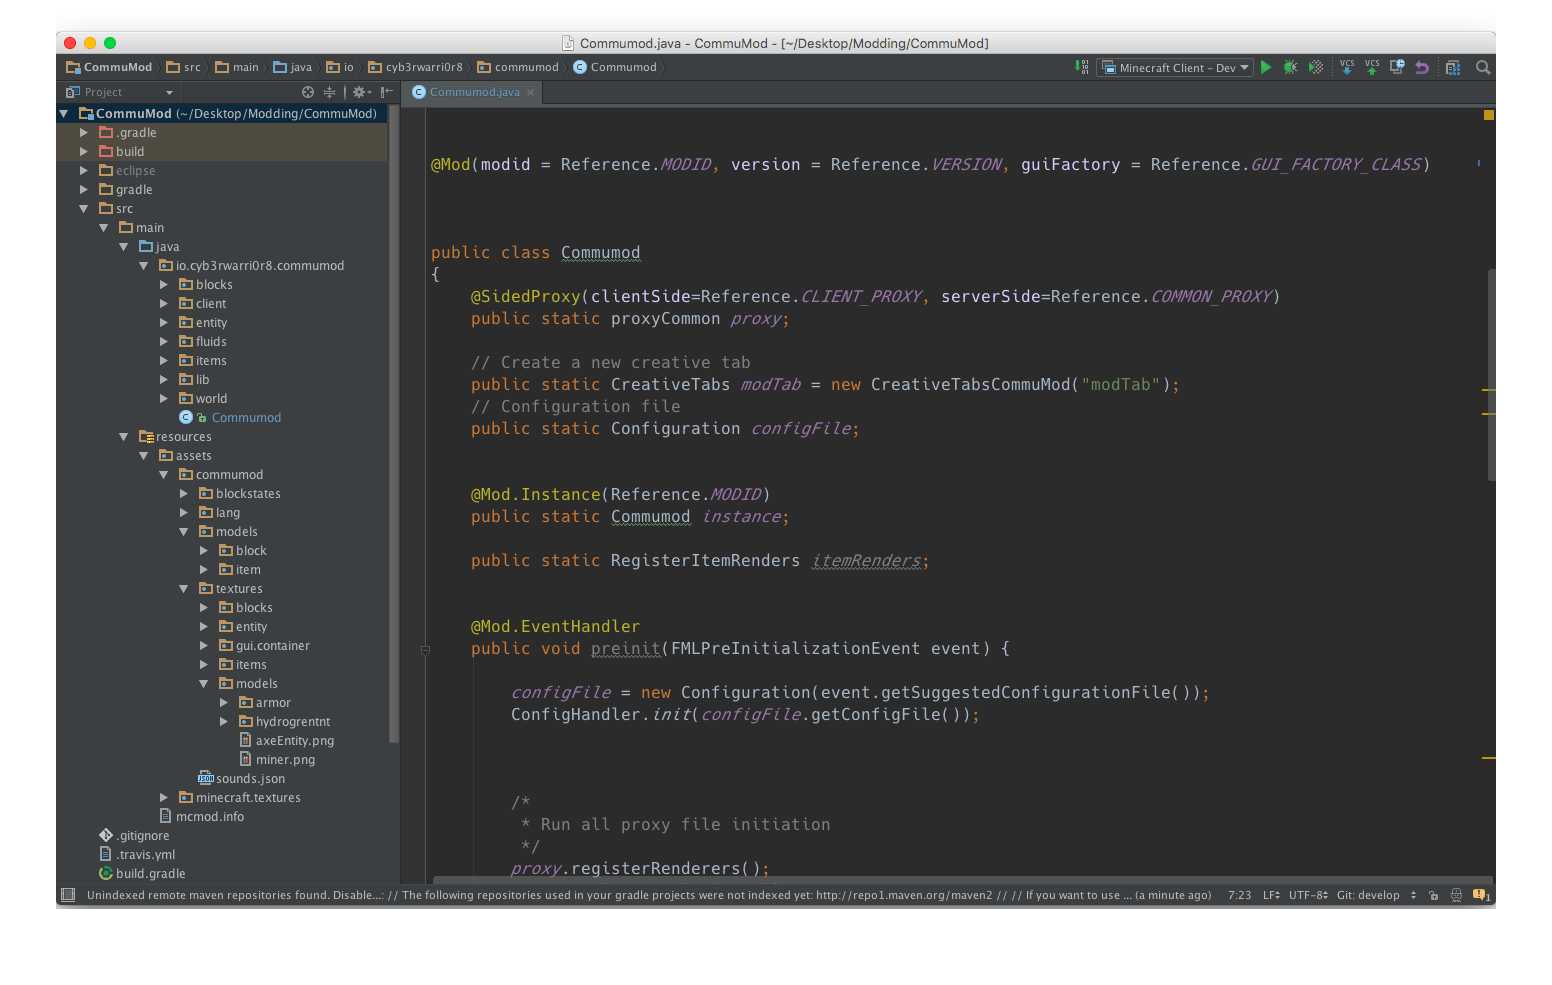 Commumod.java - CommuMod - [~/Desktop/Modding/CommuMod]
CommuMod src main java io cyb3rwarri0r8 commumod Commumod
Minecraft Client - Dev VCS VCS
Project
Commumod.java
CommuMod (~/Desktop/Modding/CommuMod)
.gradle
build
eclipse
gradle
src
main
java
io.cyb3rwarri0r8.commumod
blocks
client
entity
fluids
items
lib
world
Commumod
resources
assets
commumod
blockstates
lang
models
block
item
textures
blocks
entity
gui.container
items
models
armor
hydrogrentnt
axeEntity.png
miner.png
sounds.json
minecraft.textures
mcmod.info
.gitignore
.travis.yml
build.gradle
@Mod(modid = Reference.MODID, version = Reference.VERSION, guiFactory = Reference.GUI_FACTORY_CLASS)
public class Commumod
{
@SidedProxy(clientSide=Reference.CLIENT_PROXY, serverSide=Reference.COMMON_PROXY)
public static proxyCommon proxy;
// Create a new creative tab
public static CreativeTabs modTab = new CreativeTabsCommuMod("modTab");
// Configuration file
public static Configuration configFile;
@Mod.Instance(Reference.MODID)
public static Commumod instance;
public static RegisterItemRenders itemRenders;
@Mod.EventHandler
public void preinit(FMLPreInitializationEvent event) {
configFile = new Configuration(event.getSuggestedConfigurationFile());
ConfigHandler.init(configFile.getConfigFile());
/*
* Run all proxy file initiation
*/
proxy.registerRenderers();
Unindexed remote maven repositories found. Disable...: // The following repositories used in your gradle projects were not indexed yet: http://repo1.maven.org/maven2 // // If you want to use ... (a minute ago) 7:23 LF UTF-8 Git: develop 1